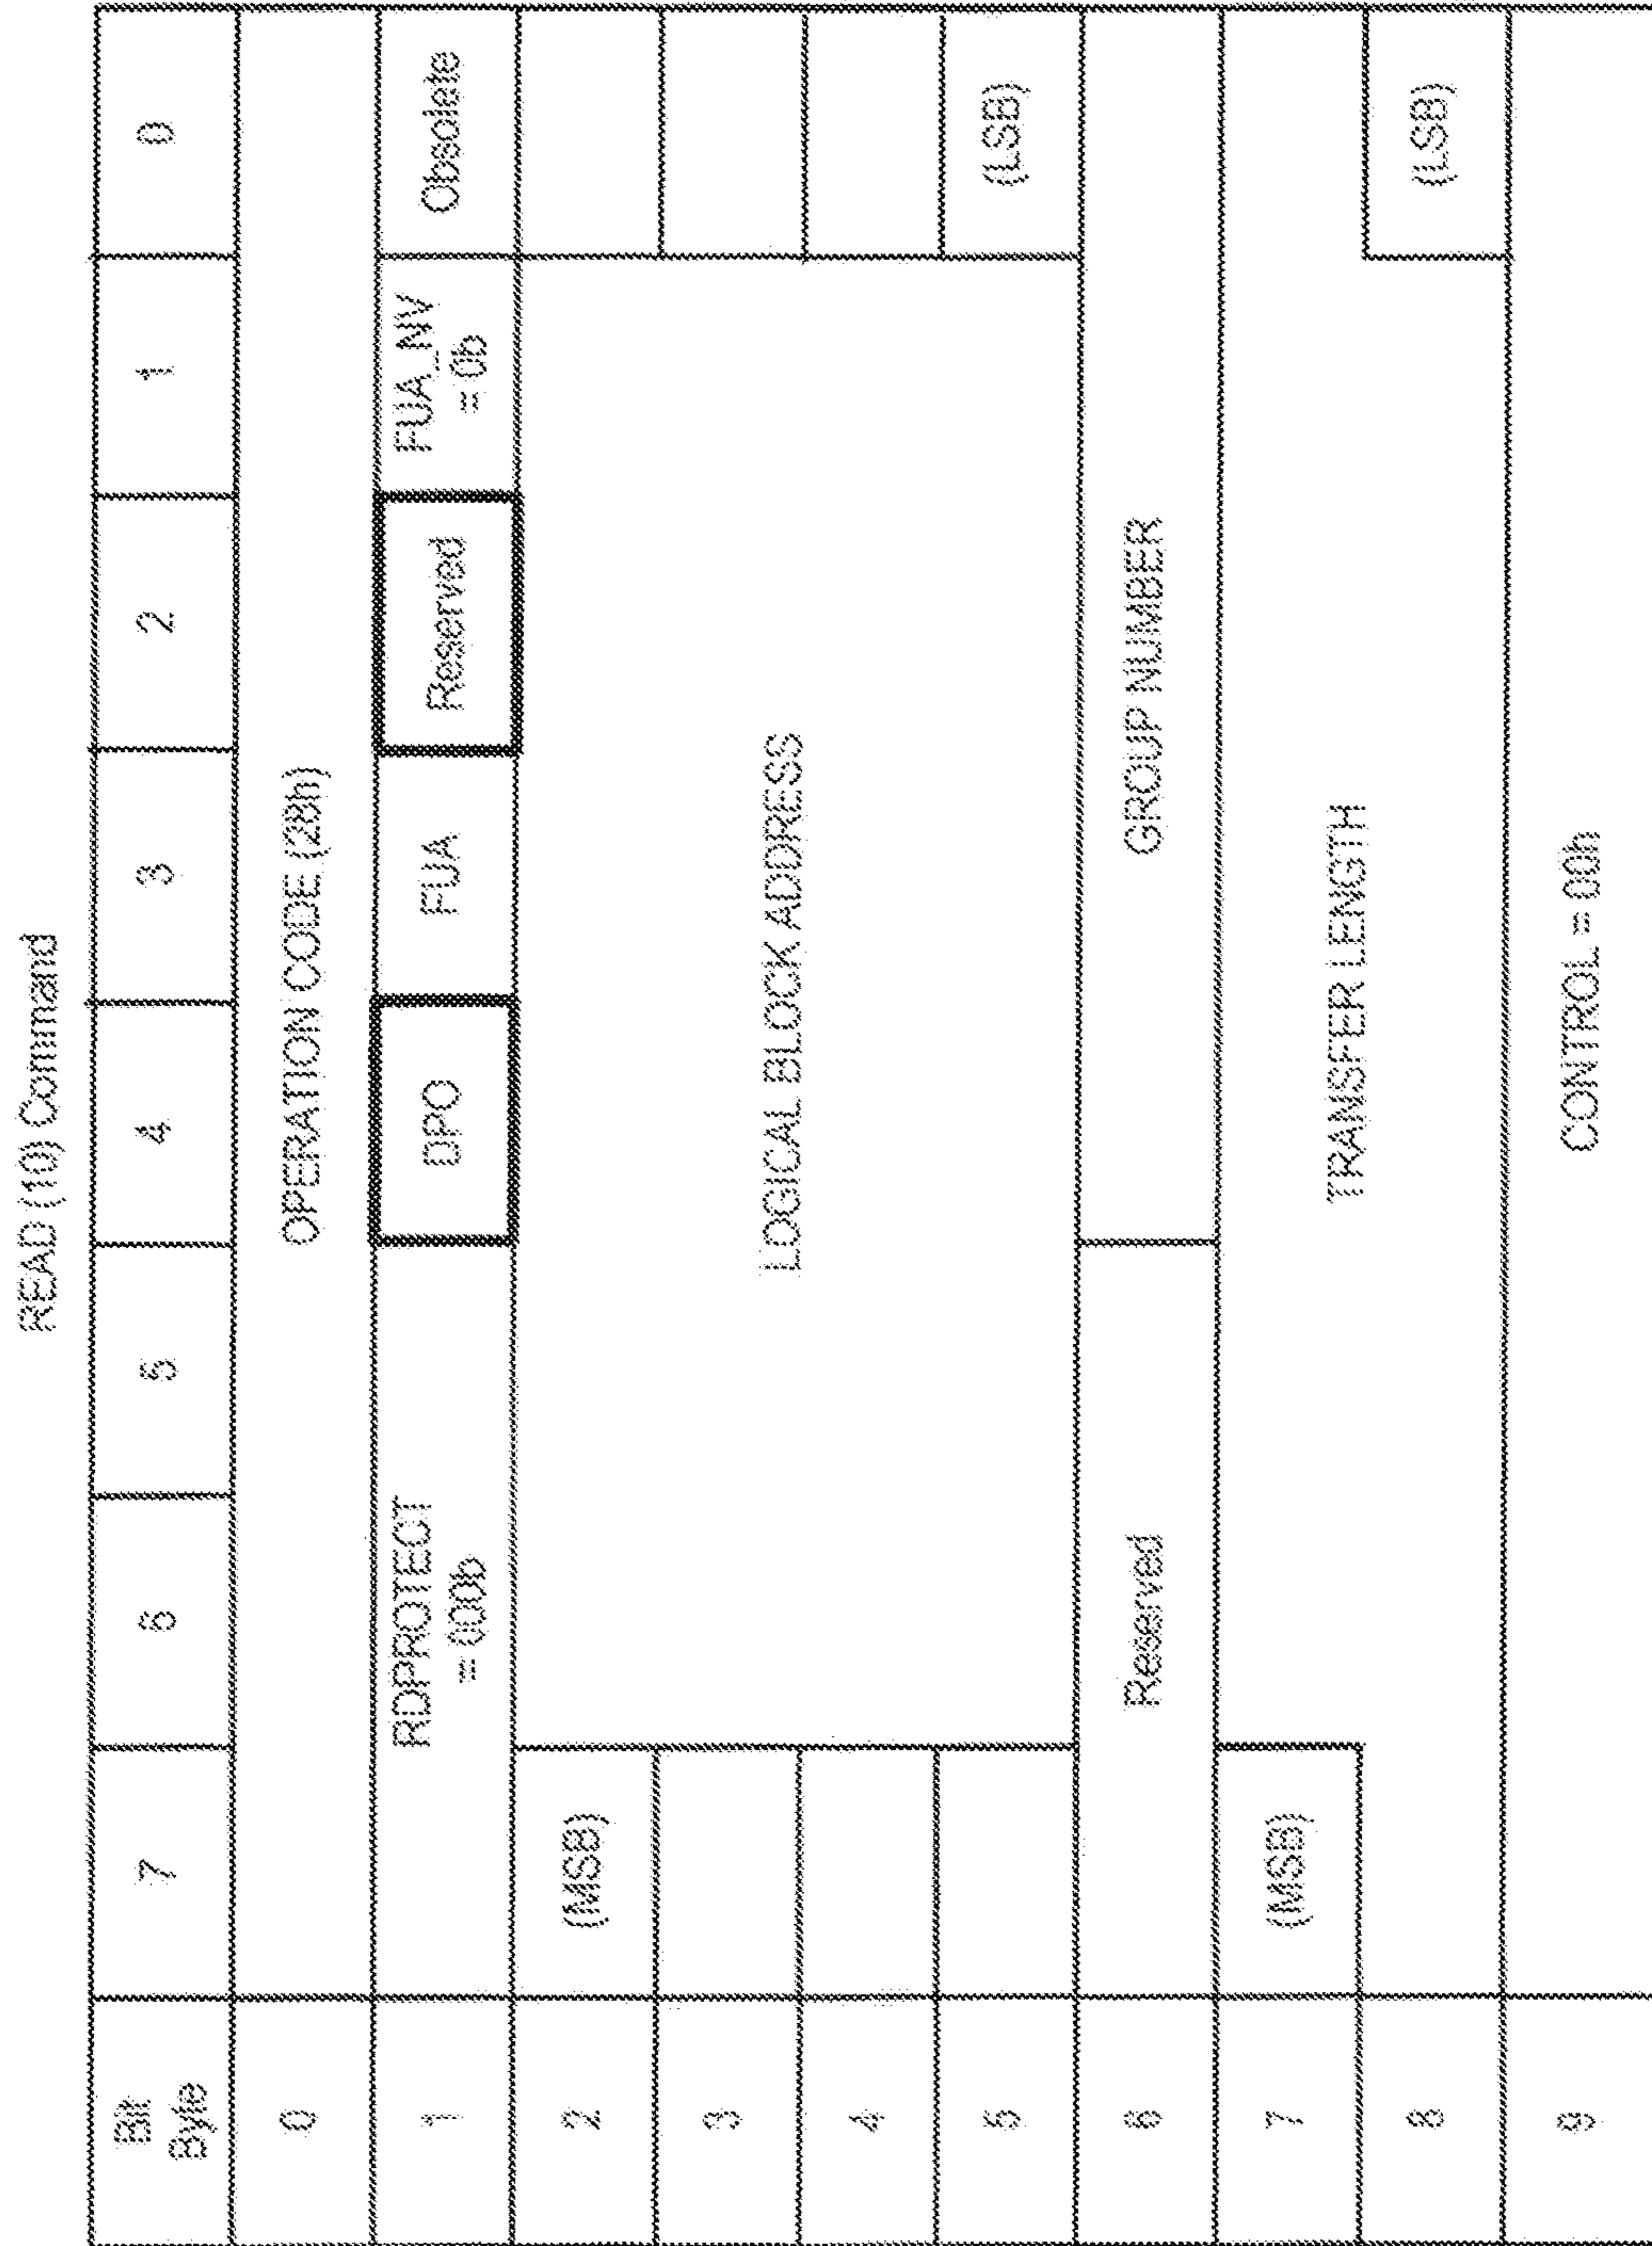 READ (10) Command
Bit 7 6 5 4 3 2 1 0
Byte
0 OPERATION CODE (28h)
1 RDPROTECT DPO FUA Reserved FUA_NV Obsolete
= 000b = 0b
2 (MSB)
3
LOGICAL BLOCK ADDRESS
4
5 (LSB)
6 Reserved GROUP NUMBER
7 (MSB)
TRANSFER LENGTH
8 (LSB)
9 CONTROL = 00h